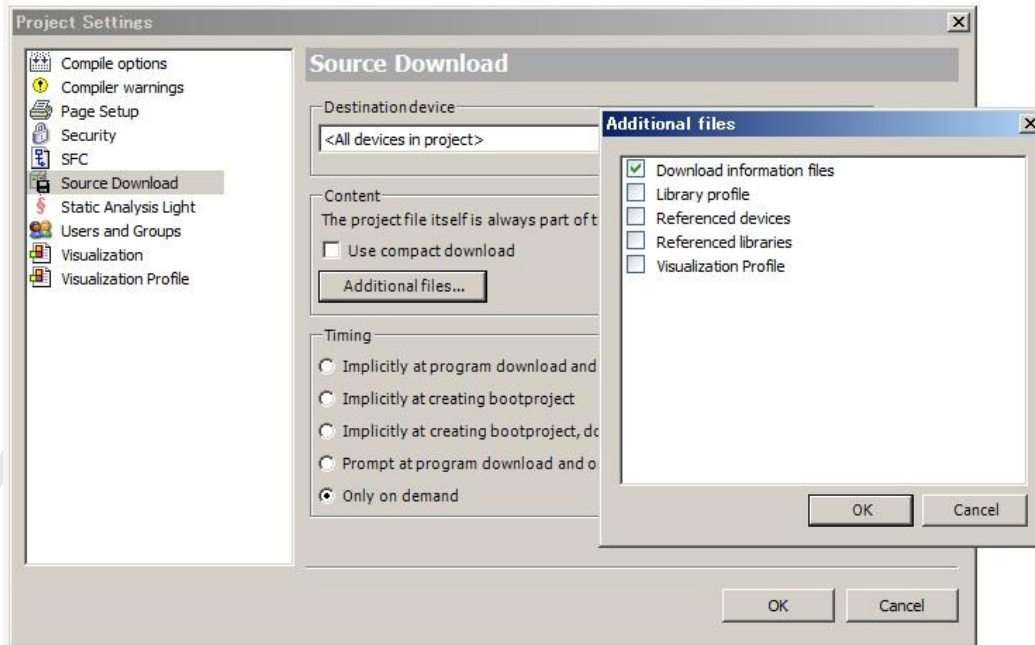 Project Settings
Compile options
Compiler warnings
Page Setup
Security
SFC
Source Download
Static Analysis Light
Users and Groups
Visualization
Visualization Profile
Source Download
Destination device
<All devices in project>
Content
The project file itself is always part of t
Use compact download
Additional files...
Timing
Implicitly at program download and
Implicitly at creating bootproject
Implicitly at creating bootproject, do
Prompt at program download and o
Only on demand
OK
Cancel
Additional files
Download information files
Library profile
Referenced devices
Referenced libraries
Visualization Profile
OK
Cancel